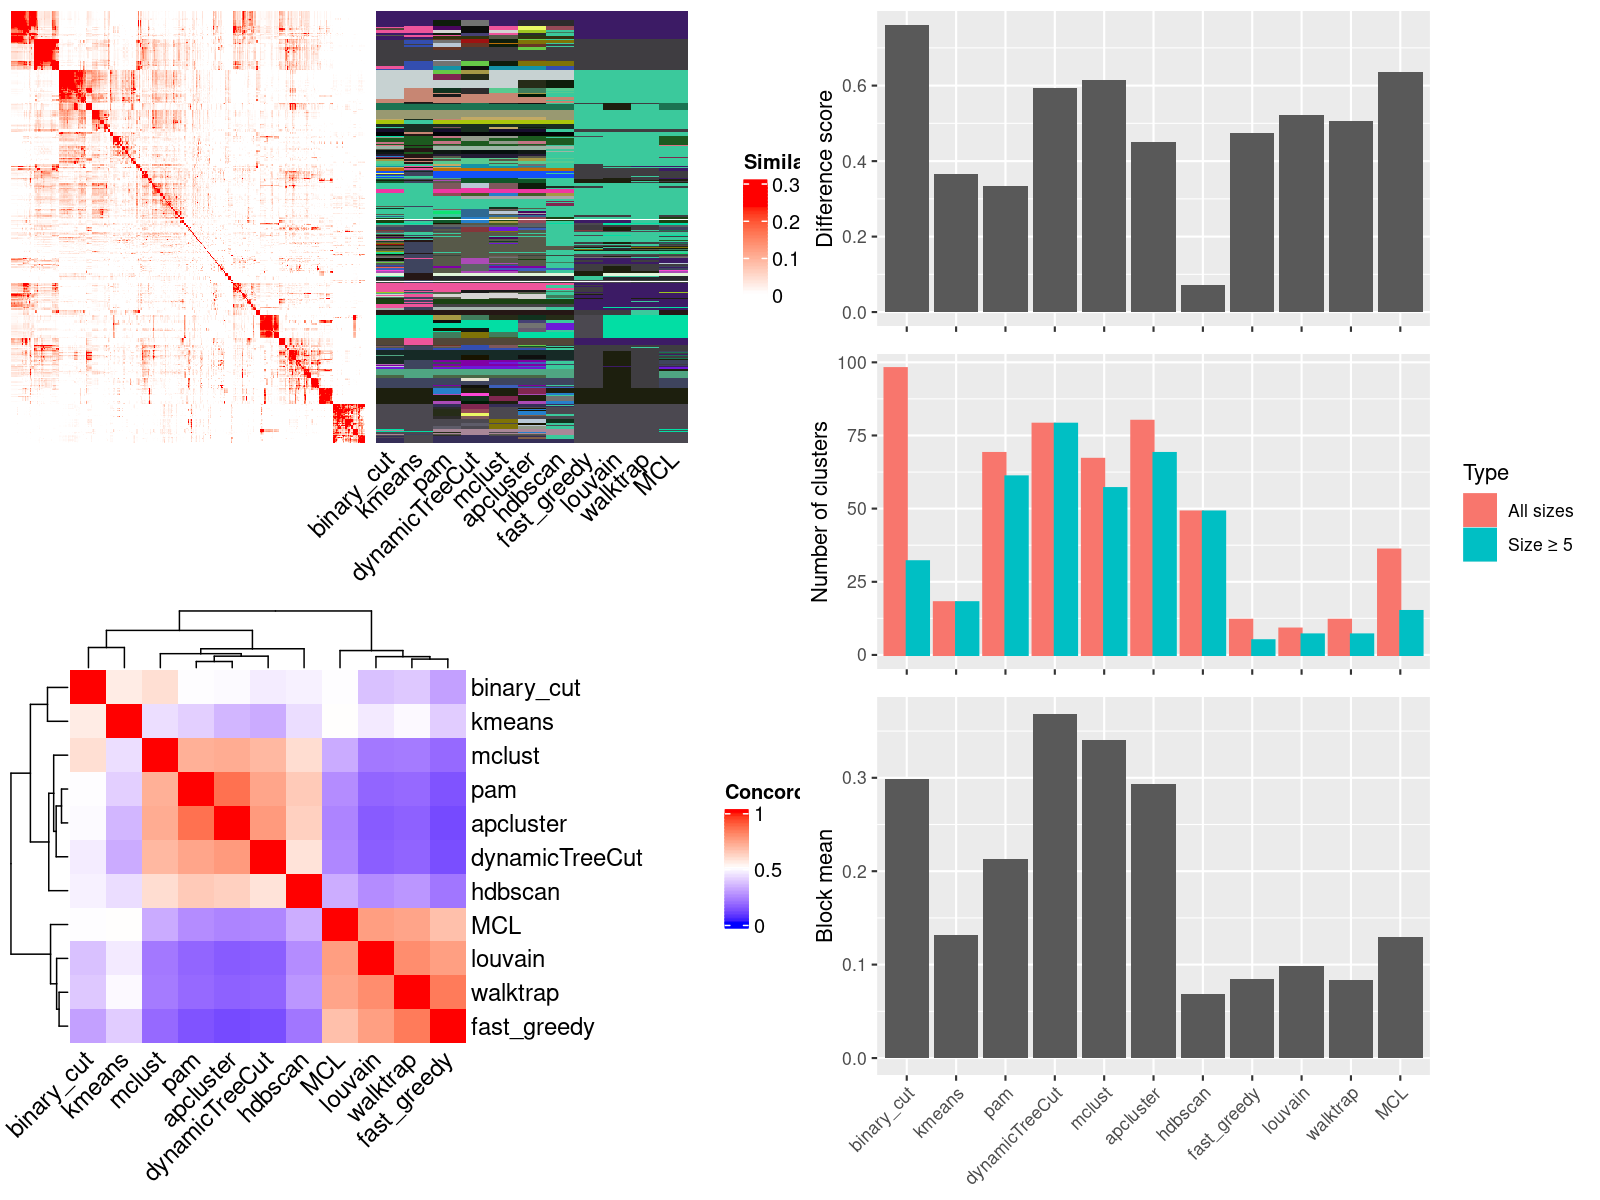 Simila
0.3
0.2
0.1
0
binary_cut
kmeans
pam
dynamicTreeCut
mclust
apcluster
hdbscan
fast_greedy
louvain
walktrap
MCL
binary_cut
kmeans
mclust
pam
apcluster
dynamicTreeCut
hdbscan
MCL
louvain
walktrap
fast_greedy
Concord
1
0.5
0
binary_cut
kmeans
mclust
pam
apcluster
dynamicTreeCut
hdbscan
MCL
louvain
walktrap
fast_greedy
Difference score
0.6
0.4
0.2
0.0
Number of clusters
100
75
50
25
0
Type
All sizes
Size ≥ 5
Block mean
0.3
0.2
0.1
0.0
binary_cut
kmeans
pam
dynamicTreeCut
mclust
apcluster
hdbscan
fast_greedy
louvain
walktrap
MCL